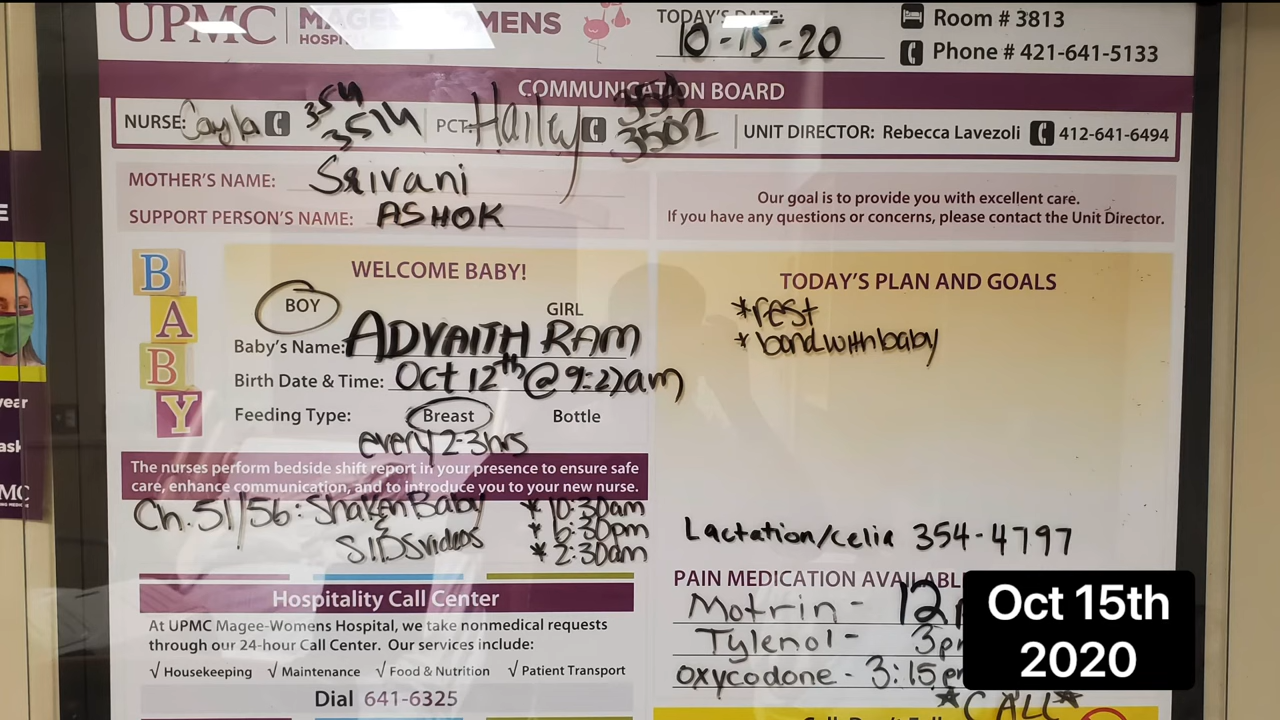 UPMC MAGEE-WOMENS
HOSPITAL
TODAY'S DATE: 10-15-20
Room # 3813
Phone # 421-641-5133
COMMUNICATION BOARD
NURSE: Cayla 354 3514 PCT: Hailey 354 3502 UNIT DIRECTOR: Rebecca Lavezoli 412-641-6494
MOTHER'S NAME: Srivani
SUPPORT PERSON'S NAME: ASHOK
Our goal is to provide you with excellent care.
If you have any questions or concerns, please contact the Unit Director.
BABY
WELCOME BABY!
BOY GIRL
Baby's Name: ADVAITH RAM
Birth Date & Time: Oct 12th @ 9:27am
Feeding Type: Breast Bottle
every 2-3hrs
The nurses perform bedside shift report in your presence to ensure safe
care, enhance communication, and to introduce you to your new nurse.
Ch. 51/56: Shaken Baby * 10:30am
& * 6:30pm
SIDS videos * 2:30am
Hospitality Call Center
At UPMC Magee-Womens Hospital, we take nonmedical requests
through our 24-hour Call Center. Our services include:
√ Housekeeping √ Maintenance √ Food & Nutrition √ Patient Transport
Dial 641-6325
TODAY'S PLAN AND GOALS
*rest
*bond with baby
Lactation/Celia 354-4797
PAIN MEDICATION AVAILABL
Motrin - 12
Tylenol - 3p
oxycodone - 3:15p
*CALL*
Oct 15th
2020